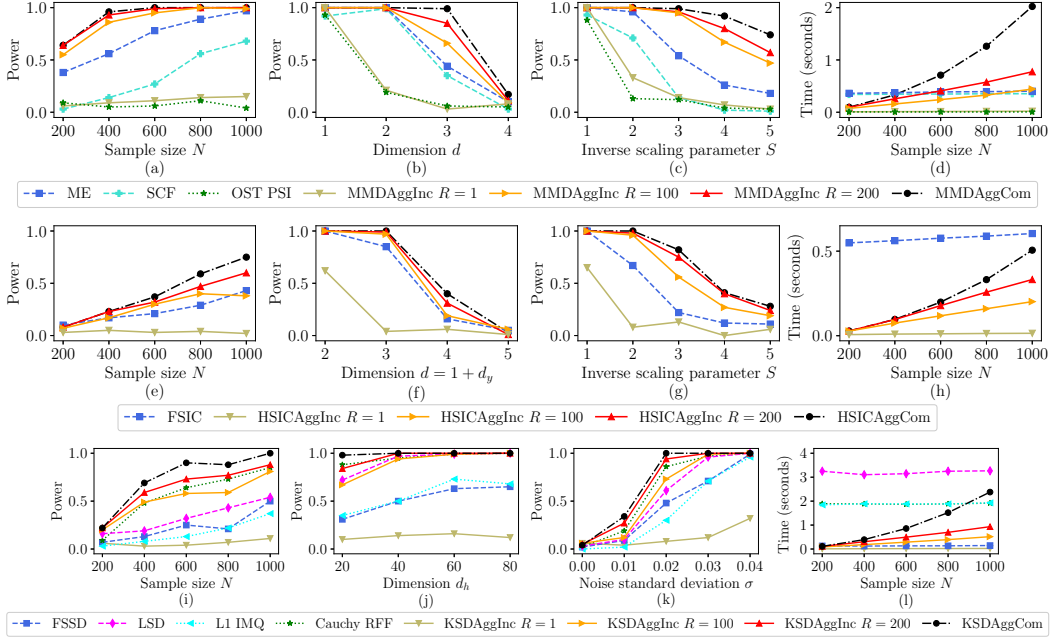 Power
1.0
0.5
0.0
200 400 600 800 1000
Sample size N
(a)
Power
1.0
0.5
0.0
1 2 3 4
Dimension d
(b)
Power
1.0
0.5
0.0
1 2 3 4 5
Inverse scaling parameter S
(c)
Time (seconds)
2
1
0
200 400 600 800 1000
Sample size N
(d)
ME SCF OST PSI MMDAggInc R = 1 MMDAggInc R = 100 MMDAggInc R = 200 MMDAggCom
Power
1.0
0.5
0.0
200 400 600 800 1000
Sample size N
(e)
Power
1.0
0.5
0.0
2 3 4 5
Dimension d = 1 + d_y
(f)
Power
1.0
0.5
0.0
1 2 3 4 5
Inverse scaling parameter S
(g)
Time (seconds)
0.5
0.0
200 400 600 800 1000
Sample size N
(h)
FSIC HSICAggInc R = 1 HSICAggInc R = 100 HSICAggInc R = 200 HSICAggCom
Power
1.0
0.5
0.0
200 400 600 800 1000
Sample size N
(i)
Power
1.0
0.5
0.0
20 40 60 80
Dimension d_h
(j)
Power
1.0
0.5
0.0
0.00 0.01 0.02 0.03 0.04
Noise standard deviation σ
(k)
Time (seconds)
4
3
2
1
0
200 400 600 800 1000
Sample size N
(l)
FSSD LSD L1 IMQ Cauchy RFF KSDAggInc R = 1 KSDAggInc R = 100 KSDAggInc R = 200 KSDAggCom